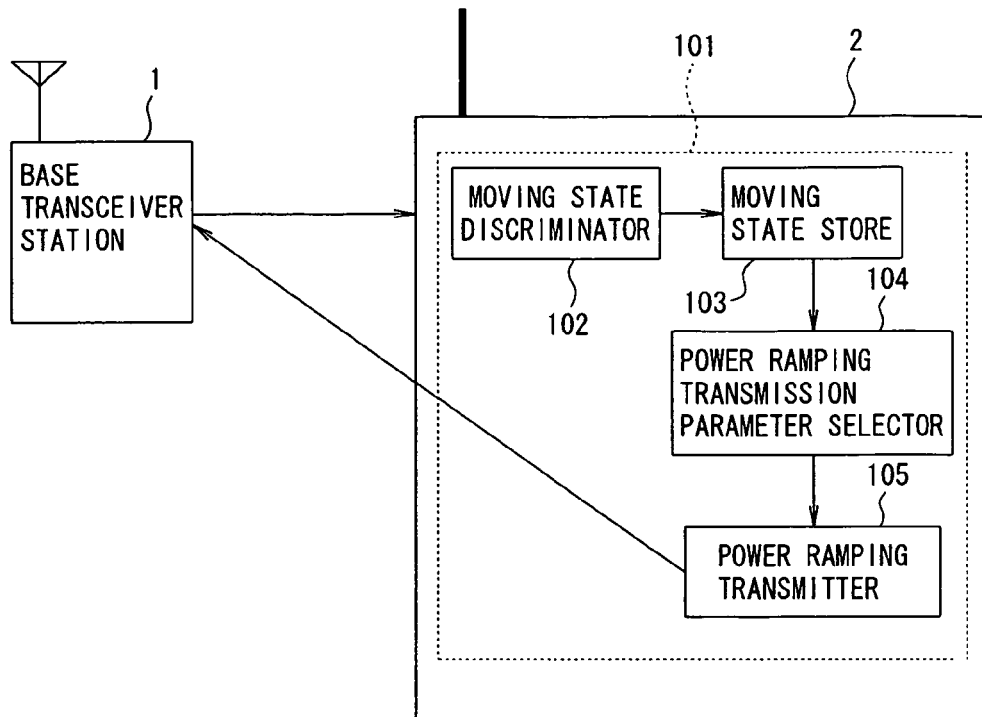 101
2
1
BASE
TRANSCEIVER
STATION
MOVING STATE
DISCRIMINATOR
102
MOVING
STATE STORE
103
104
POWER RAMPING
TRANSMISSION
PARAMETER SELECTOR
105
POWER RAMPING
TRANSMITTER